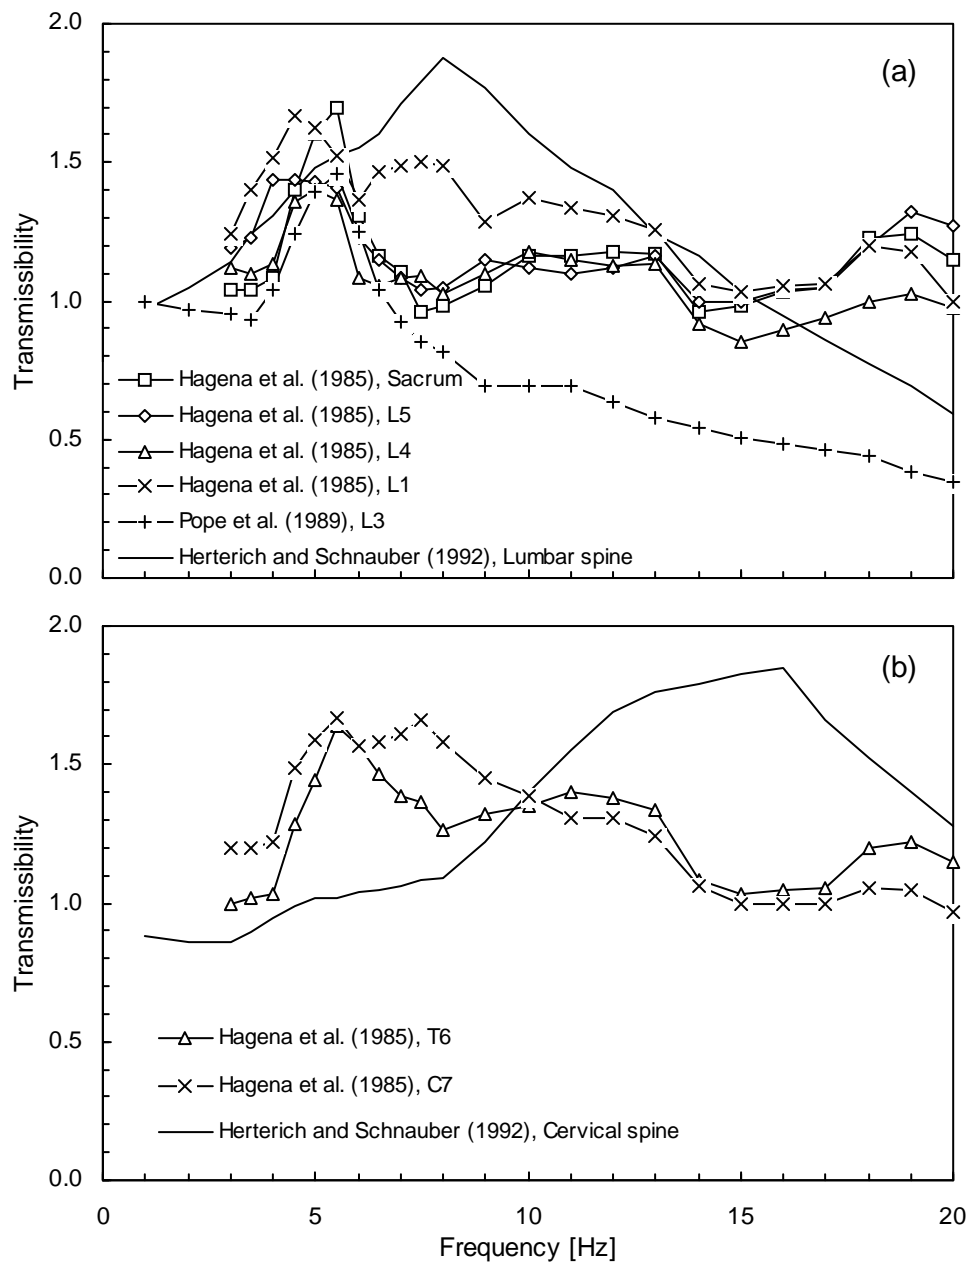 2.0
(a)
1.5
1.0
0.5
0.0
Transmissibility
Hagena et al. (1985), Sacrum
Hagena et al. (1985), L5
Hagena et al. (1985), L4
Hagena et al. (1985), L1
Pope et al. (1989), L3
Herterich and Schnauber (1992), Lumbar spine
2.0
(b)
1.5
1.0
0.5
0.0
Transmissibility
Hagena et al. (1985), T6
Hagena et al. (1985), C7
Herterich and Schnauber (1992), Cervical spine
0 5 10 15 20
Frequency [Hz]